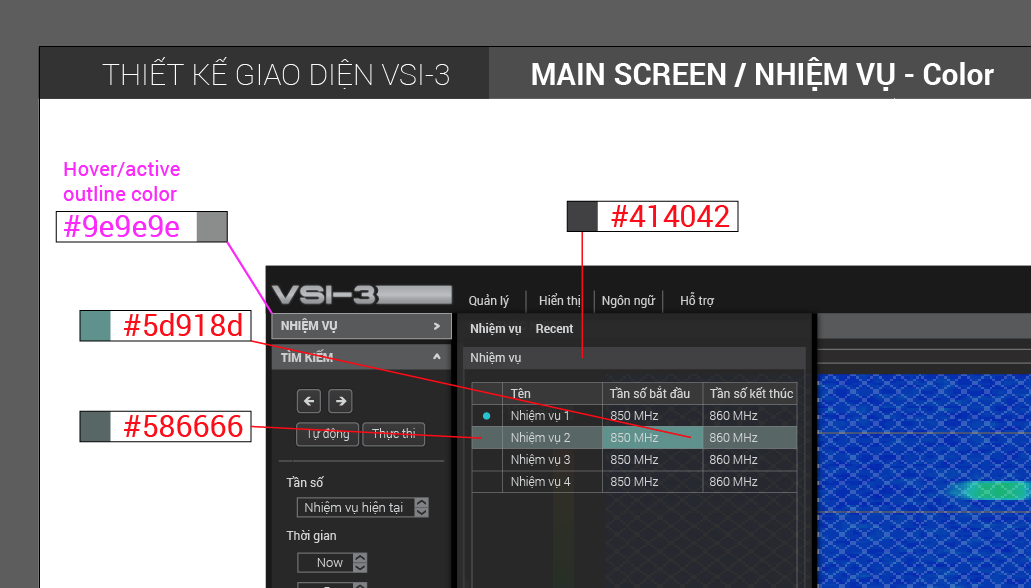 THIẾT KẾ GIAO DIỆN VSI-3
MAIN SCREEN / NHIỆM VỤ - Color
Hover/active
outline color
#9e9e9e
#414042
#5d918d
#586666
VSI-3
Quản lý
Hiển thị
Ngôn ngữ
Hỗ trợ
NHIỆM VỤ >
Nhiệm vụ
Recent
TÌM KIẾM
Nhiệm vụ
Tên
Tần số bắt đầu
Tần số kết thúc
Nhiệm vụ 1
850 MHz
860 MHz
Nhiệm vụ 2
850 MHz
860 MHz
Nhiệm vụ 3
850 MHz
860 MHz
Nhiệm vụ 4
850 MHz
860 MHz
Tự động
Thực thi
Tần số
Nhiệm vụ hiện tại
Thời gian
Now